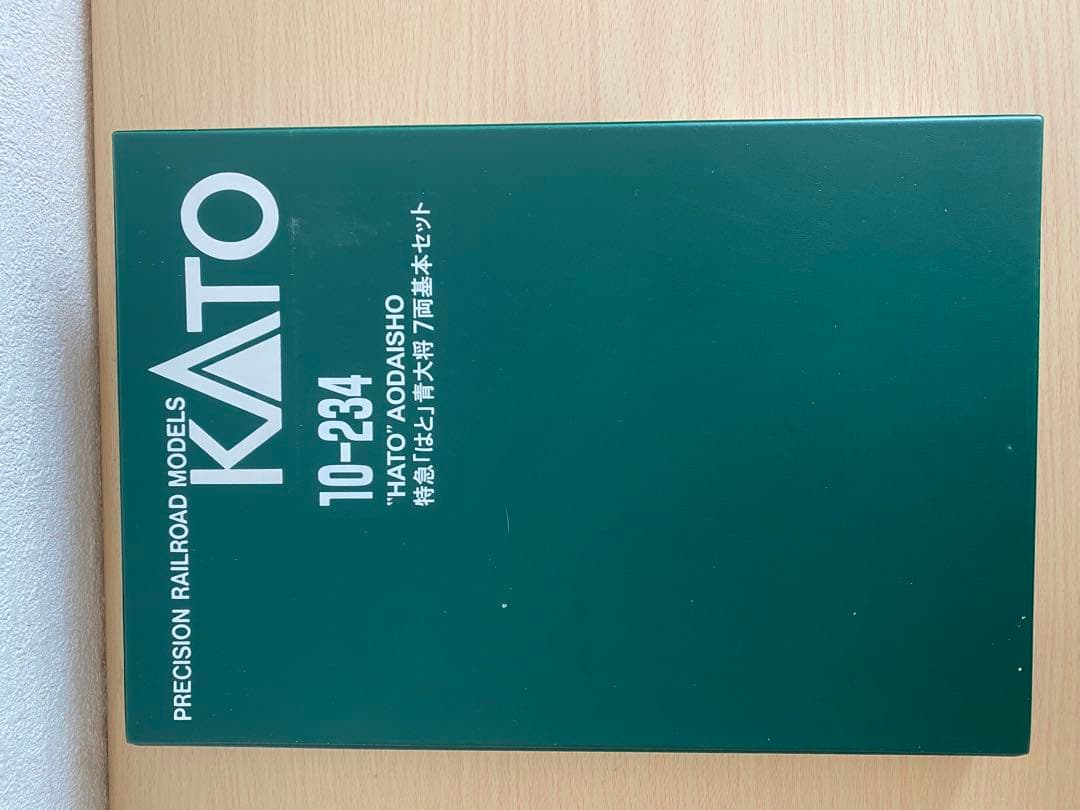 PRECISION RAILROAD MODELS
KATO
10-234
"HATO" AODAISHO
特急「はと」青大将 7両基本セット